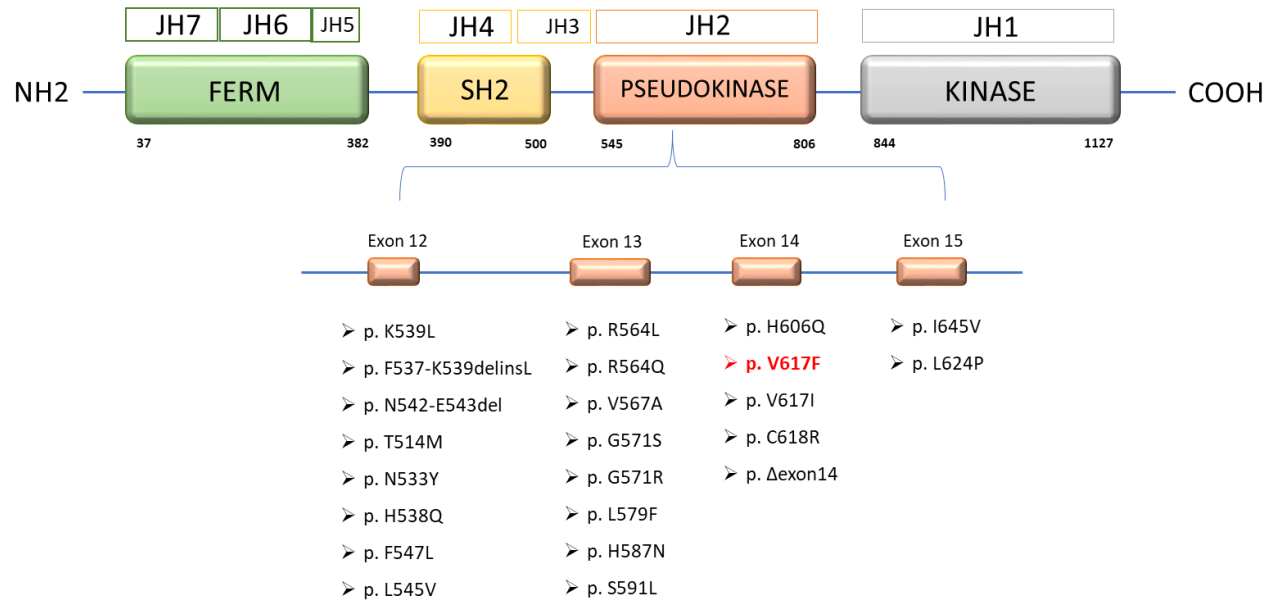 JH7 JH6 JH5 JH4 JH3 JH2 JH1
NH2 FERM SH2 PSEUDOKINASE KINASE COOH
37 382 390 500 545 806 844 1127
Exon 12 Exon 13 Exon 14 Exon 15
➢ p. K539L
➢ p. F537-K539delinsL
➢ p. N542-E543del
➢ p. T514M
➢ p. N533Y
➢ p. H538Q
➢ p. F547L
➢ p. L545V
➢ p. R564L
➢ p. R564Q
➢ p. V567A
➢ p. G571S
➢ p. G571R
➢ p. L579F
➢ p. H587N
➢ p. S591L
➢ p. H606Q
➢ p. V617F
➢ p. V617I
➢ p. C618R
➢ p. Δexon14
➢ p. I645V
➢ p. L624P